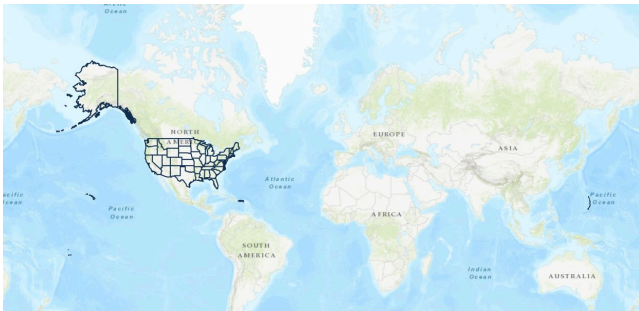 Arctic
Ocean
NORTH
AMERICA
EUROPE
ASIA
Atlantic
Ocean
Pacific
Ocean
Pacific
Ocean
Pacific
Ocean
AFRICA
SOUTH
AMERICA
Indian
Ocean
AUSTRALIA